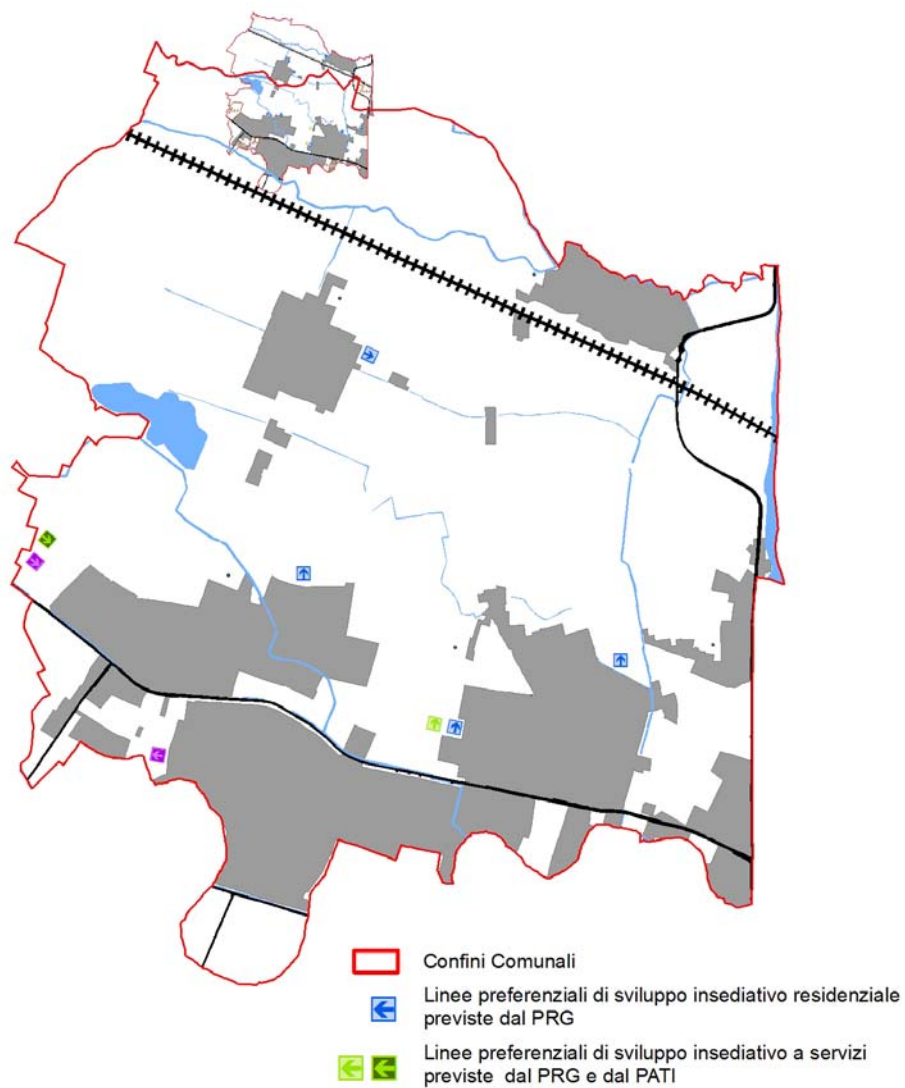 Confini Comunali
Linee preferenziali di sviluppo insediativo residenziale
previste dal PRG
Linee preferenziali di sviluppo insediativo a servizi
previste dal PRG e dal PATI